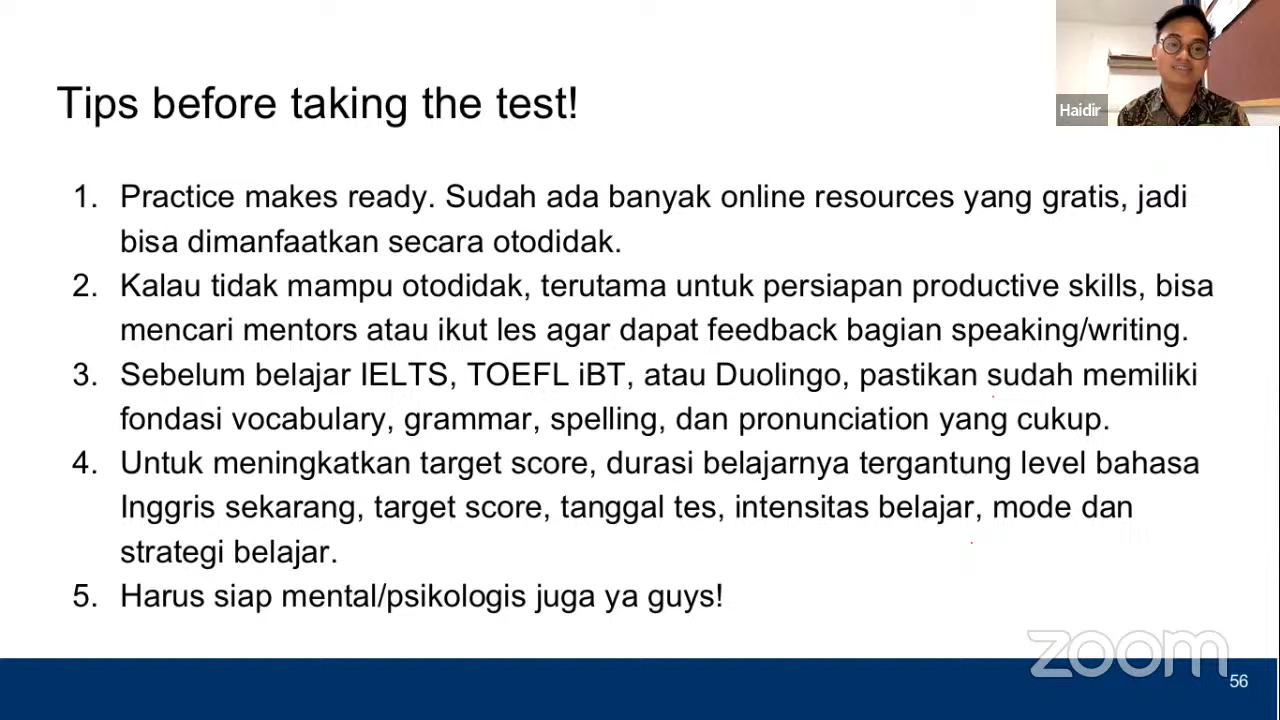 Tips before taking the test!
Haidir
1. Practice makes ready. Sudah ada banyak online resources yang gratis, jadi
bisa dimanfaatkan secara otodidak.
2. Kalau tidak mampu otodidak, terutama untuk persiapan productive skills, bisa
mencari mentors atau ikut les agar dapat feedback bagian speaking/writing.
3. Sebelum belajar IELTS, TOEFL iBT, atau Duolingo, pastikan sudah memiliki
fondasi vocabulary, grammar, spelling, dan pronunciation yang cukup.
4. Untuk meningkatkan target score, durasi belajarnya tergantung level bahasa
Inggris sekarang, target score, tanggal tes, intensitas belajar, mode dan
strategi belajar.
5. Harus siap mental/psikologis juga ya guys!
zoom
56